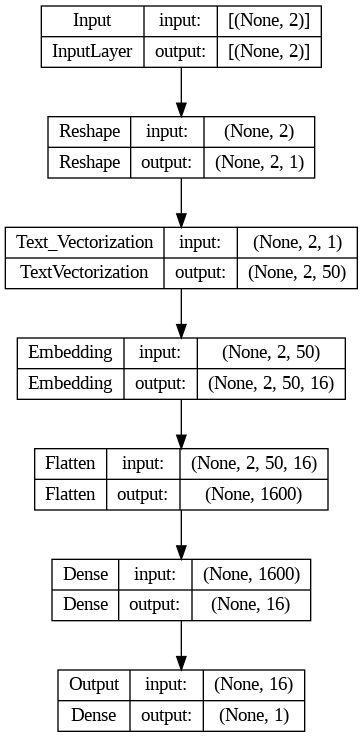 Input input: [(None, 2)]
InputLayer output: [(None, 2)]
Reshape input: (None, 2)
Reshape output: (None, 2, 1)
Text_Vectorization input: (None, 2, 1)
TextVectorization output: (None, 2, 50)
Embedding input: (None, 2, 50)
Embedding output: (None, 2, 50, 16)
Flatten input: (None, 2, 50, 16)
Flatten output: (None, 1600)
Dense input: (None, 1600)
Dense output: (None, 16)
Output input: (None, 16)
Dense output: (None, 1)